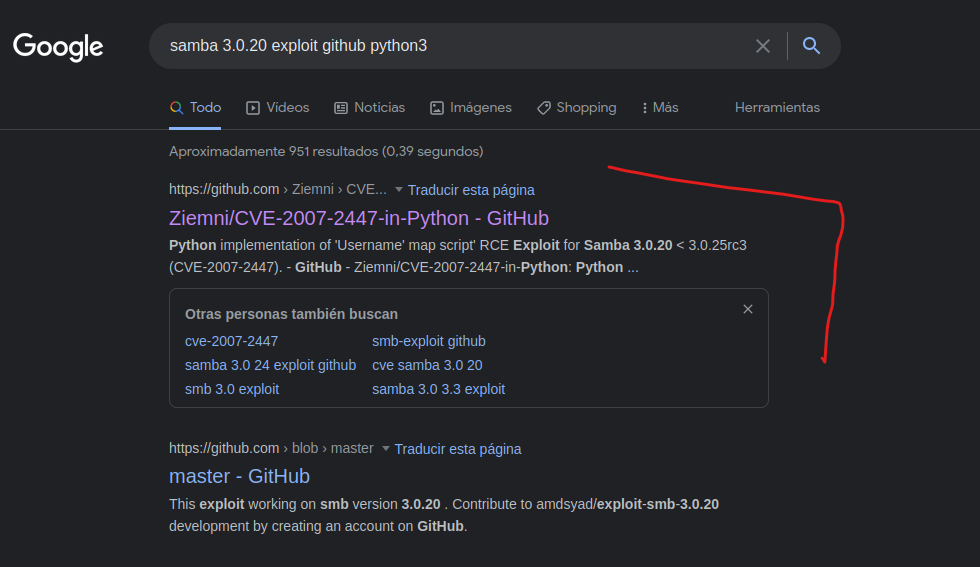 Google
samba 3.0.20 exploit github python3
Todo Videos Noticias Imágenes Shopping Más Herramientas
Aproximadamente 951 resultados (0,39 segundos)
https://github.com › Ziemni › CVE... Traducir esta página
Ziemni/CVE-2007-2447-in-Python - GitHub
Python implementation of 'Username' map script' RCE Exploit for Samba 3.0.20 < 3.0.25rc3
(CVE-2007-2447). - GitHub - Ziemni/CVE-2007-2447-in-Python: Python ...
Otras personas también buscan
cve-2007-2447 smb-exploit github
samba 3.0 24 exploit github cve samba 3.0 20
smb 3.0 exploit samba 3.0 3.3 exploit
https://github.com › blob › master Traducir esta página
master - GitHub
This exploit working on smb version 3.0.20 . Contribute to amdsyad/exploit-smb-3.0.20
development by creating an account on GitHub.